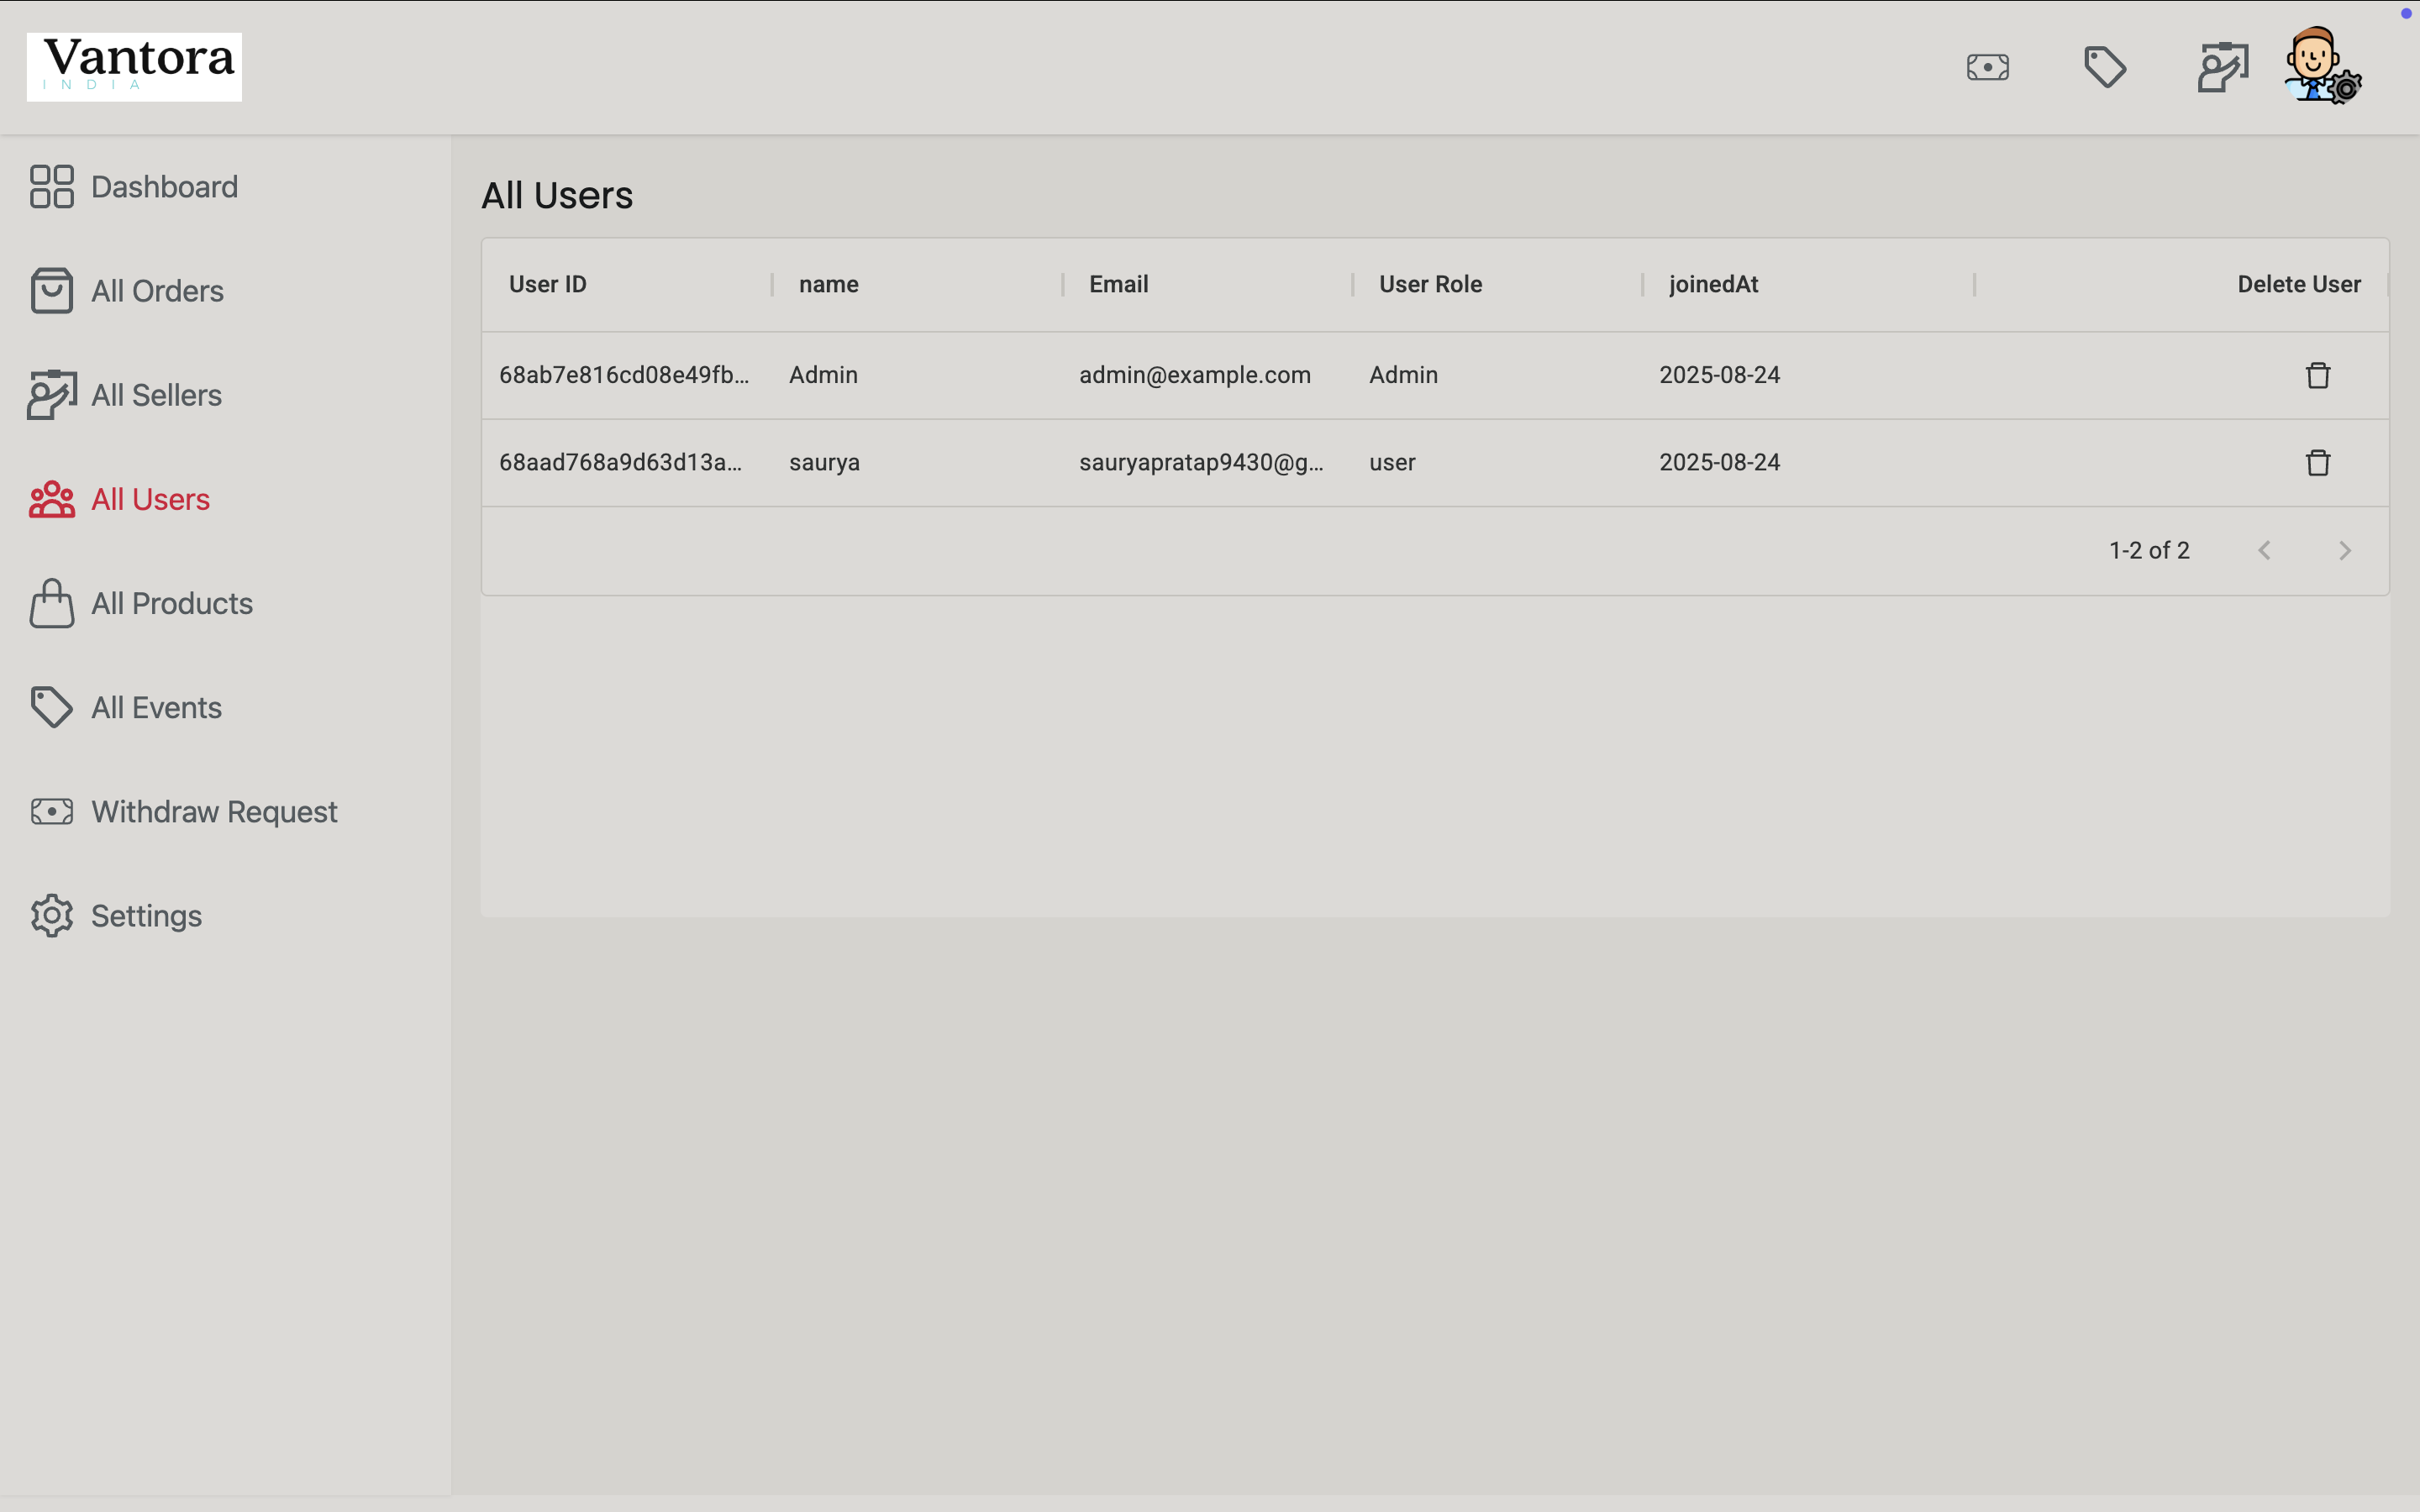 Vantora
INDIA
Dashboard
All Orders
All Sellers
All Users
All Products
All Events
Withdraw Request
Settings
All Users
User ID name Email User Role joinedAt Delete User
68ab7e816cd08e49fb... Admin admin@example.com Admin 2025-08-24
68aad768a9d63d13a... saurya sauryapratap9430@g... user 2025-08-24
1-2 of 2